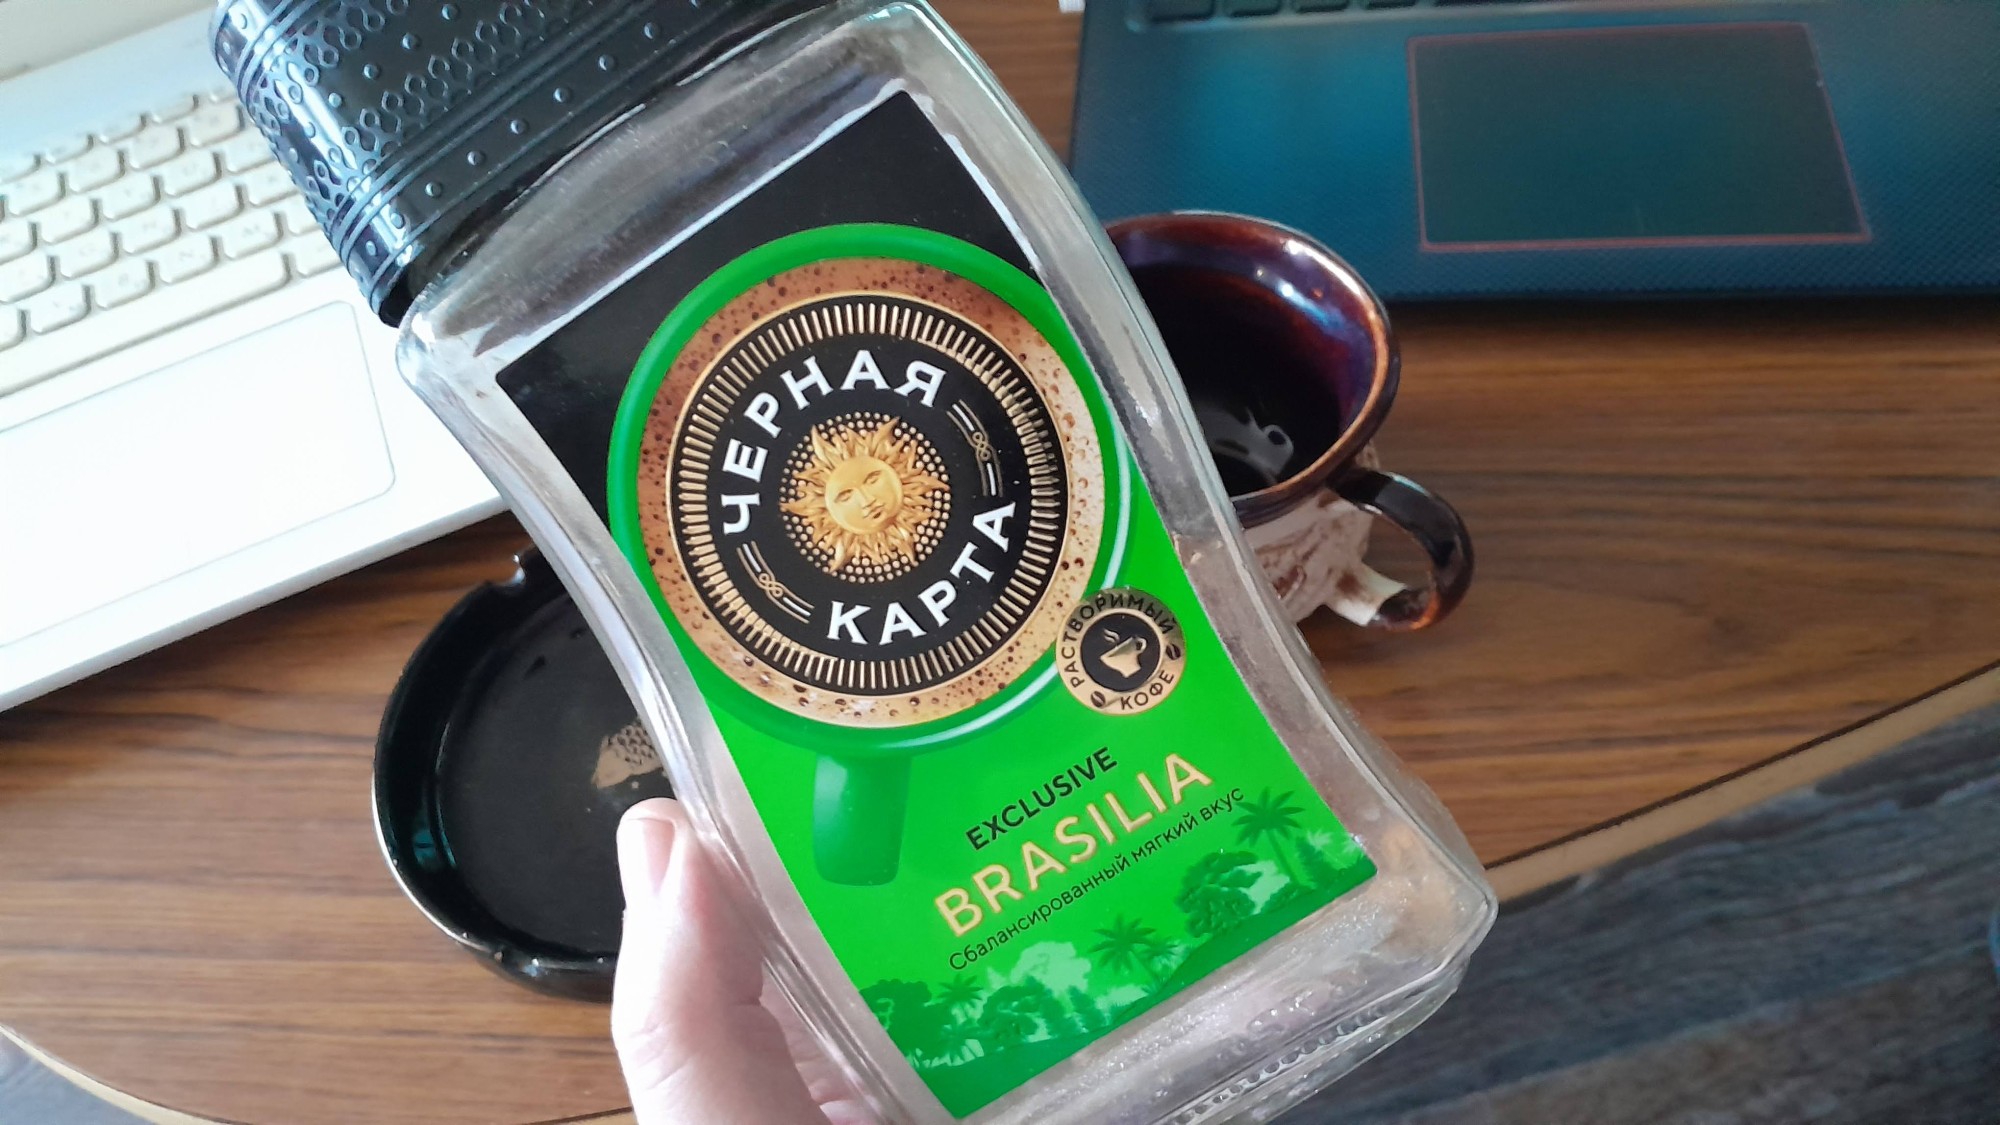 ЧЕРНАЯ
КАРТА
РАСТВОРИМЫЙ
КОФЕ
EXCLUSIVE
BRASILIA
Сбалансированный мягкий вкус